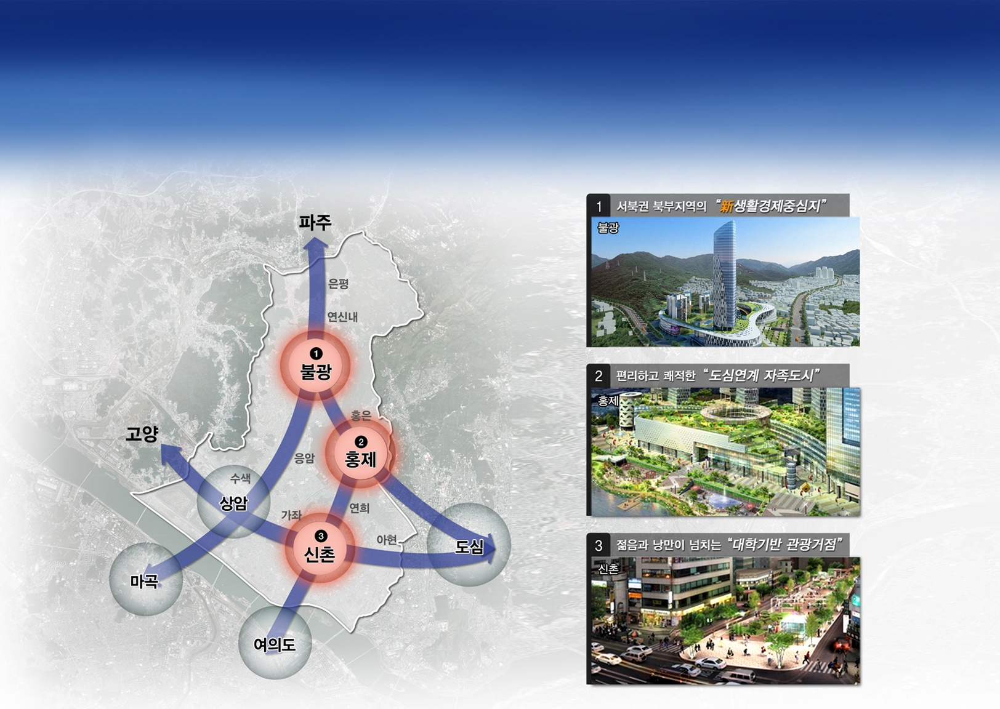 파주
은평
연신내
1
불광
홍은
2
홍제
고양
응암
수색
상암
가좌
연희
3
신촌
아현
도심
마곡
여의도
1 서북권 북부지역의 “新생활경제중심지”
불광
2 편리하고 쾌적한 “도심연계 자족도시”
홍제
3 젊음과 낭만이 넘치는 “대학기반 관광거점”
신촌